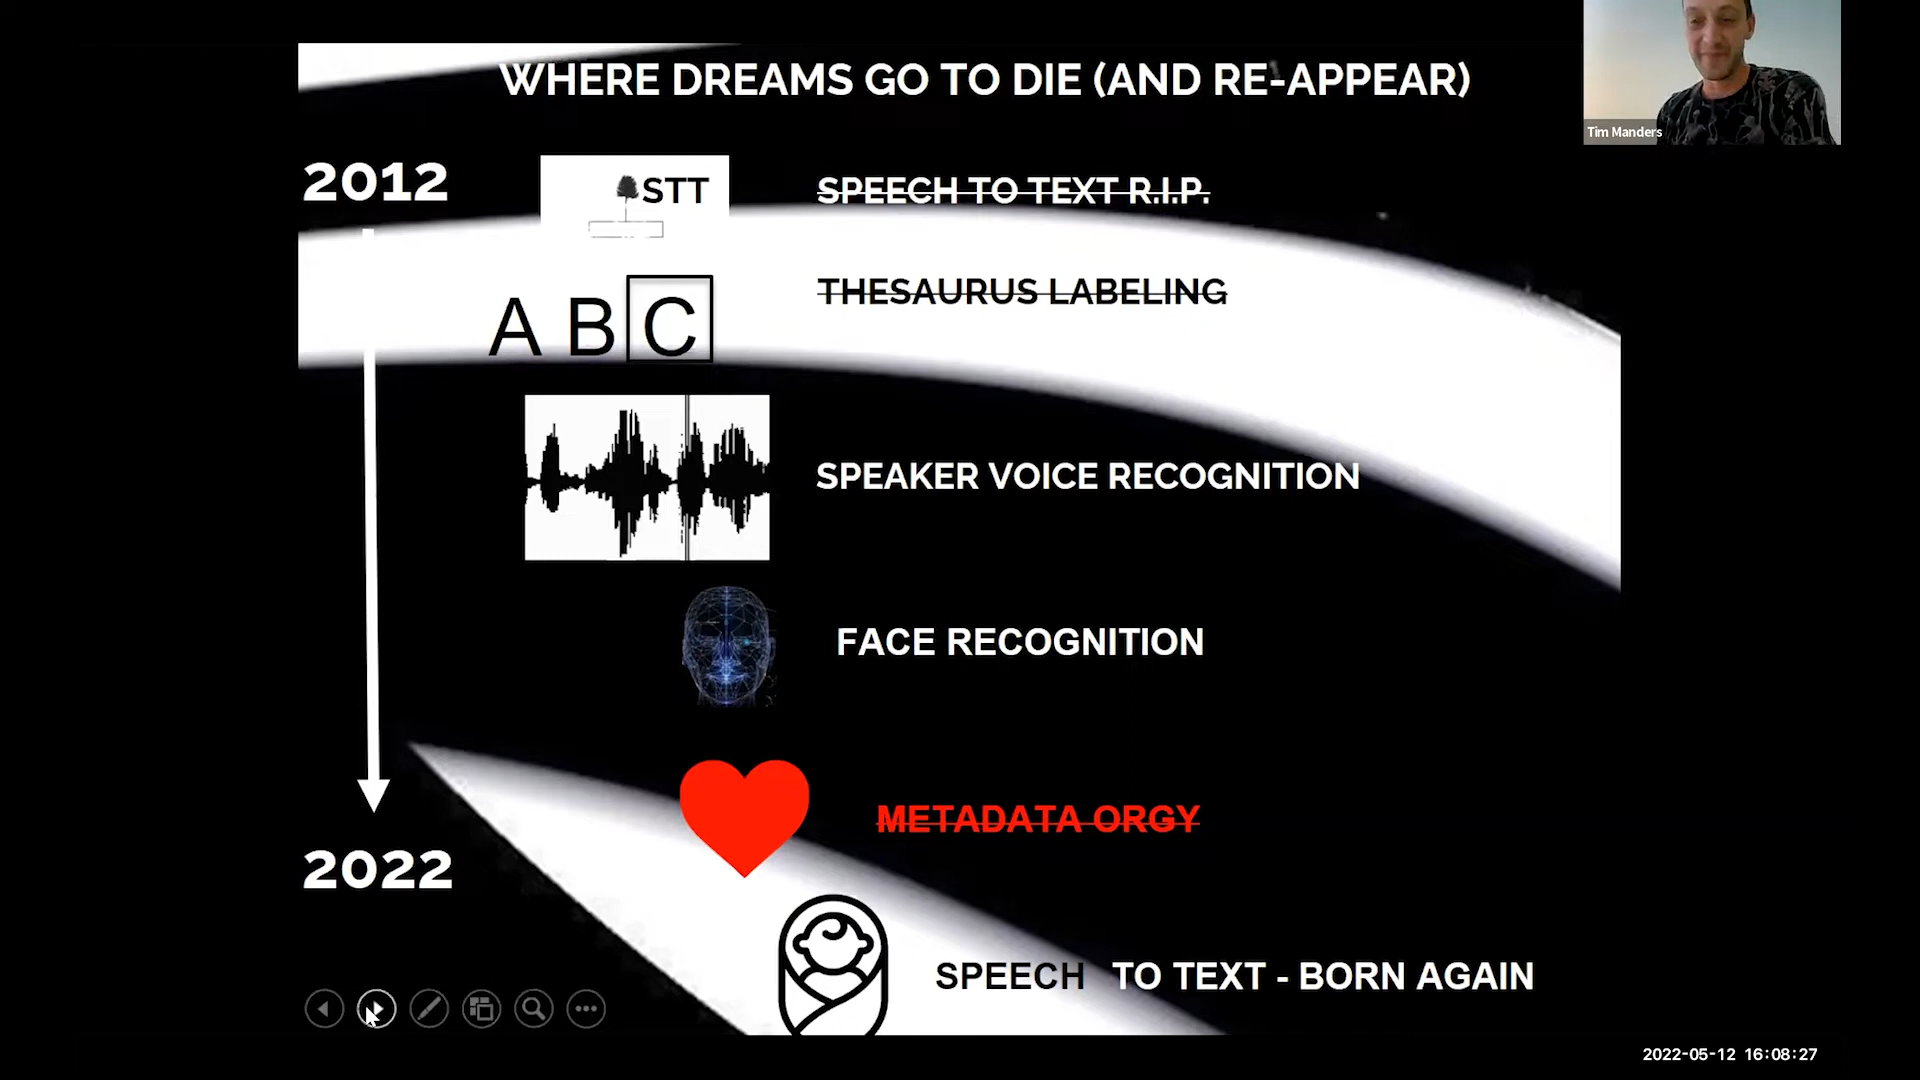 WHERE DREAMS GO TO DIE (AND RE-APPEAR)
Tim Manders
2012
STT
SPEECH TO TEXT R.I.P.
A B C
THESAURUS LABELING
SPEAKER VOICE RECOGNITION
FACE RECOGNITION
METADATA ORGY
2022
SPEECH TO TEXT - BORN AGAIN
2022-05-12 16:08:27